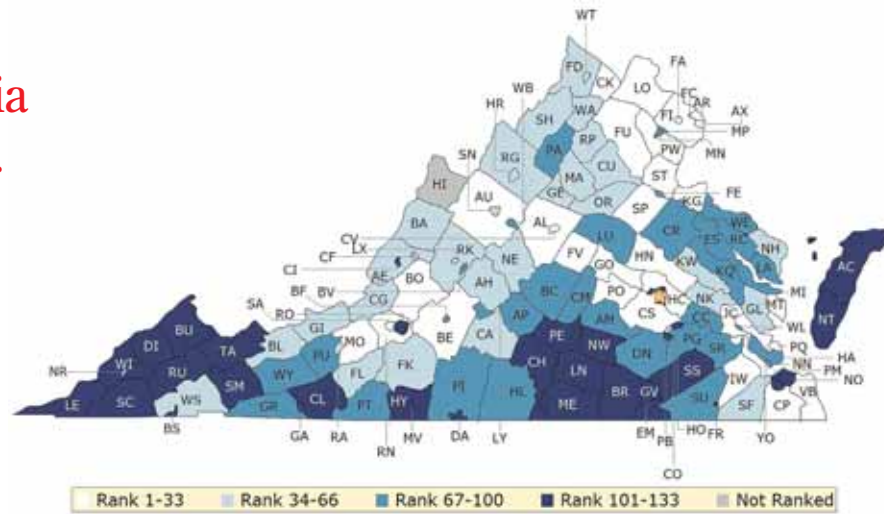 ia
.
WT
FD
CK
LO
FA
FC
AR
AX
FI
MP
HR
WB
SH
WA
FU
PW
MN
SN
PA
RP
RG
CU
ST
HI
MA
FE
AU
GE
OR
SP
KG
BA
CV
AL
CR
WE
LX
LU
ES
RC
NH
CF
RK
NE
FV
HN
KW
KQ
LA
AC
CI
AE
GO
BF
BV
BO
AH
BC
CM
PO
HC
NK
MI
SA
CG
CS
CC
GL
MT
NT
RO
GI
BE
CA
AP
AM
JC
WL
BU
BL
MO
PE
NW
DN
PG
SR
PQ
DI
TA
PU
FK
CH
NN
HA
NR
WI
RU
WY
FL
LN
SS
IW
PM
NO
SM
CL
HY
PI
HL
BR
GV
SU
VB
LE
SC
WS
GR
PT
ME
SF
CP
BS
GA
RA
RN
MV
DA
LY
EM
PB
HO
FR
YO
CO
Rank 1-33 Rank 34-66 Rank 67-100 Rank 101-133 Not Ranked